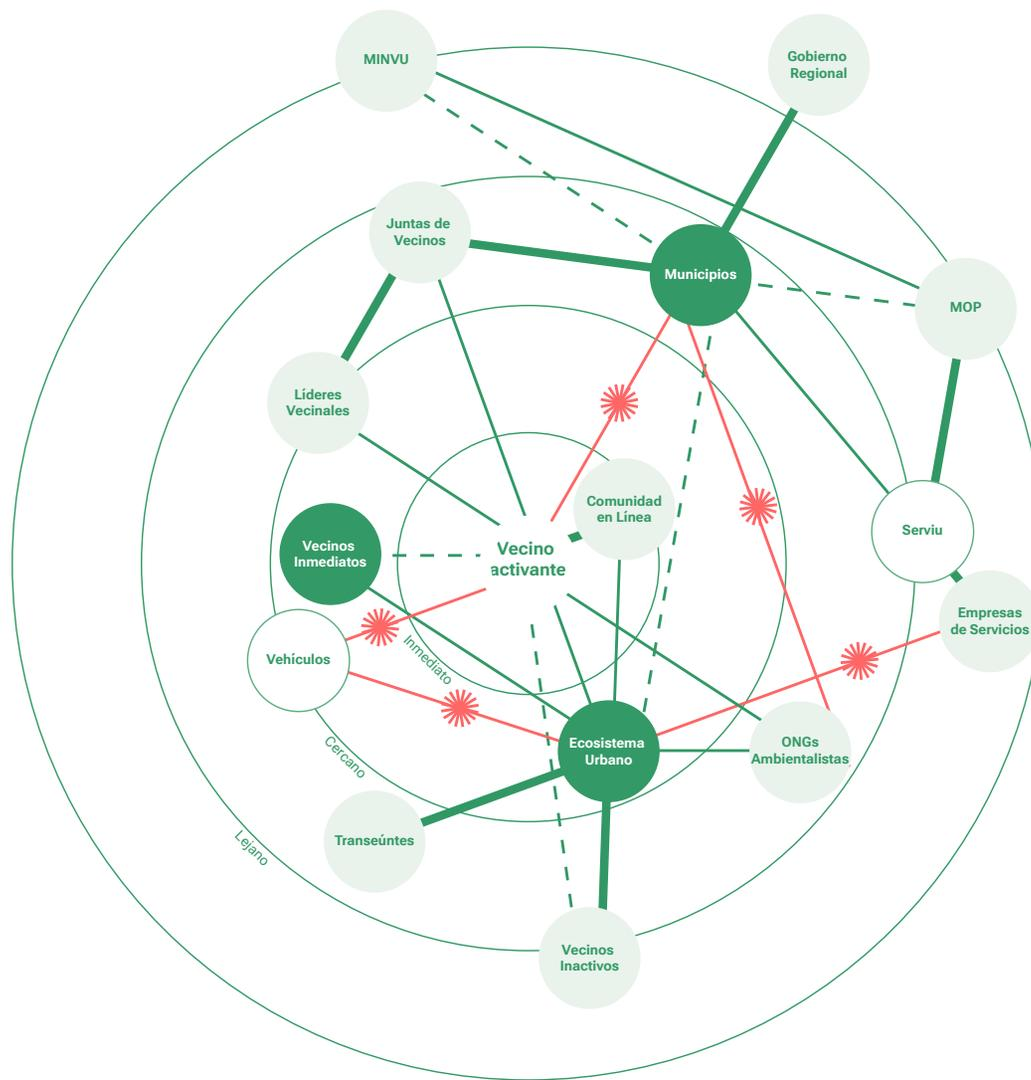 MINVU
Gobierno
Regional
Juntas de
Vecinos
Municipios
MOP
Líderes
Vecinales
Comunidad
en Línea
Serviu
Vecinos
Inmediatos
Vecino
activante
Empresas
de Servicios
Vehículos
Inmediato
Cercano
Ecosistema
Urbano
ONGs
Ambientalistas
Transeúntes
Lejano
Vecinos
Inactivos